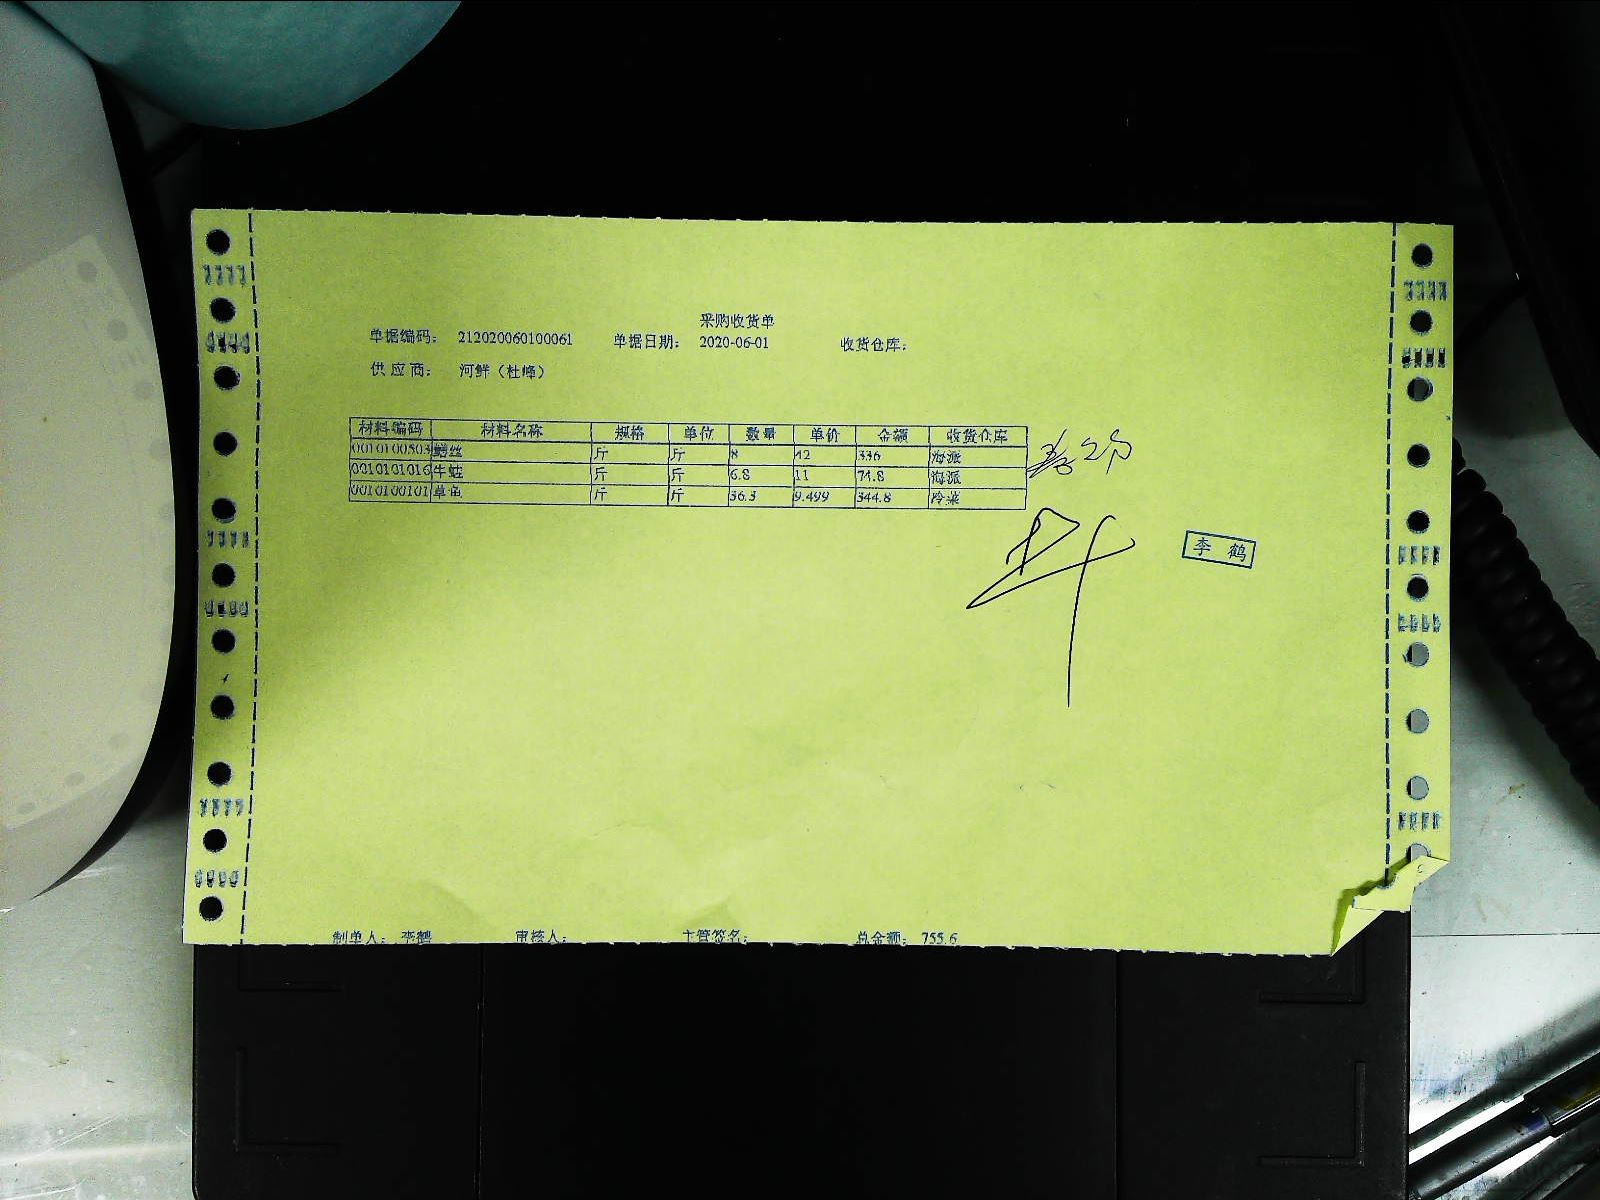 采购收货单
单据编码: 212020060100061 单据日期: 2020-06-01 收货仓库:
供应商: 河鲜（杜峰）
材料编码 材料名称 规格 单位 数量 单价 金额 收货仓库
0010100503 鳝丝 斤 斤 8 42 336 海派
0010101016 牛蛙 斤 斤 6.8 11 74.8 海派
0010100101 草鱼 斤 斤 36.3 9.499 344.8 冷菜
李 鹤
制单人: 李鹤 审核人: 主管签名: 总金额: 755.6